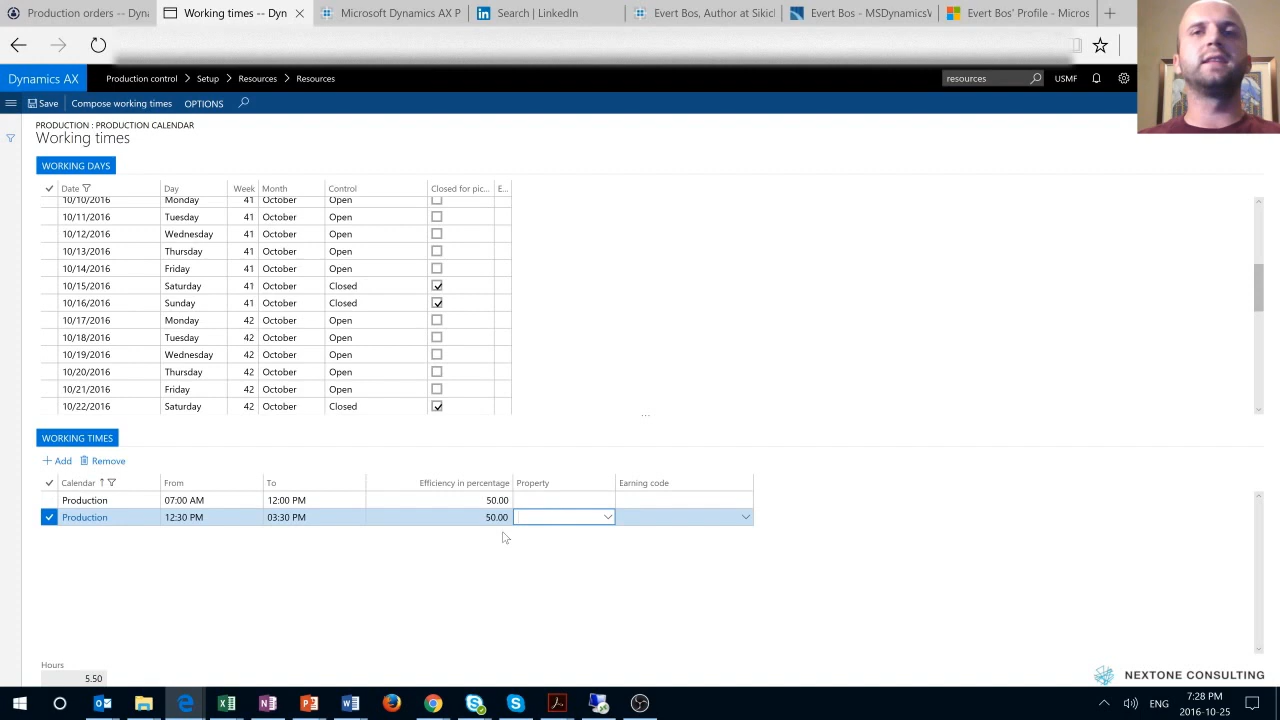 Production orders -- Dyna
Working times -- Dyn
Microsoft Dynamics AX P
Search | LinkedIn
Evert Bos, Author at Sikich
Evert Bos - MSDynamicsV
Evert Bos' Profile - Micros
Dynamics AX
Production control > Setup > Resources > Resources
resources
USMF
Save
Compose working times
OPTIONS
PRODUCTION : PRODUCTION CALENDAR
Working times
WORKING DAYS
Date Day Week Month Control Closed for pic... E...
10/10/2016 Monday 41 October Open
10/11/2016 Tuesday 41 October Open
10/12/2016 Wednesday 41 October Open
10/13/2016 Thursday 41 October Open
10/14/2016 Friday 41 October Open
10/15/2016 Saturday 41 October Closed
10/16/2016 Sunday 41 October Closed
10/17/2016 Monday 42 October Open
10/18/2016 Tuesday 42 October Open
10/19/2016 Wednesday 42 October Open
10/20/2016 Thursday 42 October Open
10/21/2016 Friday 42 October Open
10/22/2016 Saturday 42 October Closed
...
WORKING TIMES
+ Add Remove
Calendar From To Efficiency in percentage Property Earning code
Production 07:00 AM 12:00 PM 50.00
Production 12:30 PM 03:30 PM 50.00
Hours
5.50
NEXTONE CONSULTING
ENG
7:28 PM
2016-10-25